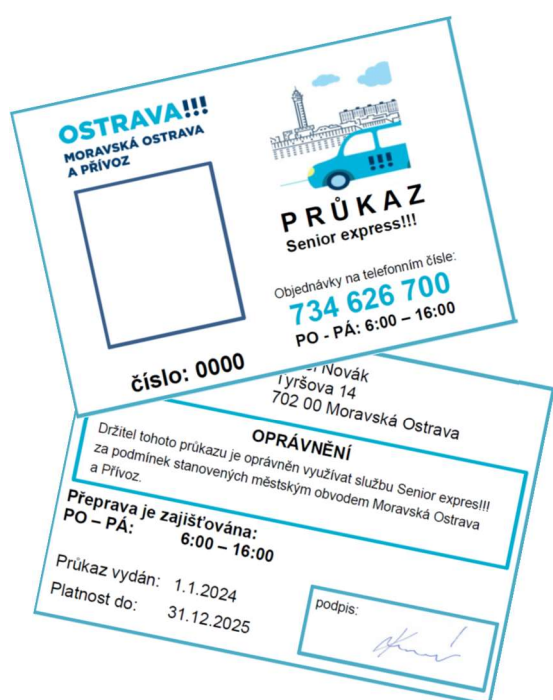 OSTRAVA!!!
MORAVSKÁ OSTRAVA
A PŘÍVOZ
!!!
PRŮKAZ
Senior express!!!
Objednávky na telefonním čísle:
734 626 700
PO - PÁ: 6:00 – 16:00
číslo: 0000
Novák
Tyršova 14
702 00 Moravská Ostrava
OPRÁVNĚNÍ
Držitel tohoto průkazu je oprávněn využívat službu Senior expres!!!
za podmínek stanovených městským obvodem Moravská Ostrava
a Přívoz.
Přeprava je zajišťována:
PO – PÁ: 6:00 – 16:00
Průkaz vydán: 1.1.2024
Platnost do: 31.12.2025
podpis: